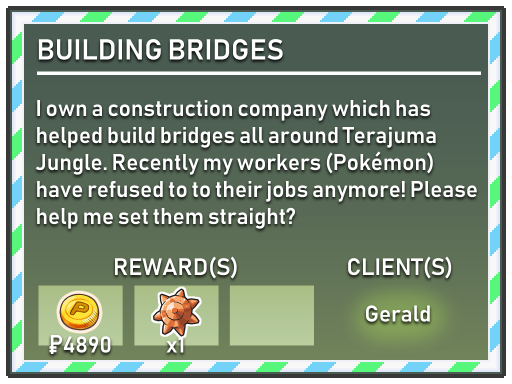 BUILDING BRIDGES
I own a construction company which has
helped build bridges all around Terajuma
Jungle. Recently my workers (Pokémon)
have refused to to their jobs anymore! Please
help me set them straight?
REWARD(S)
CLIENT(S)
P
₽4890
x1
Gerald